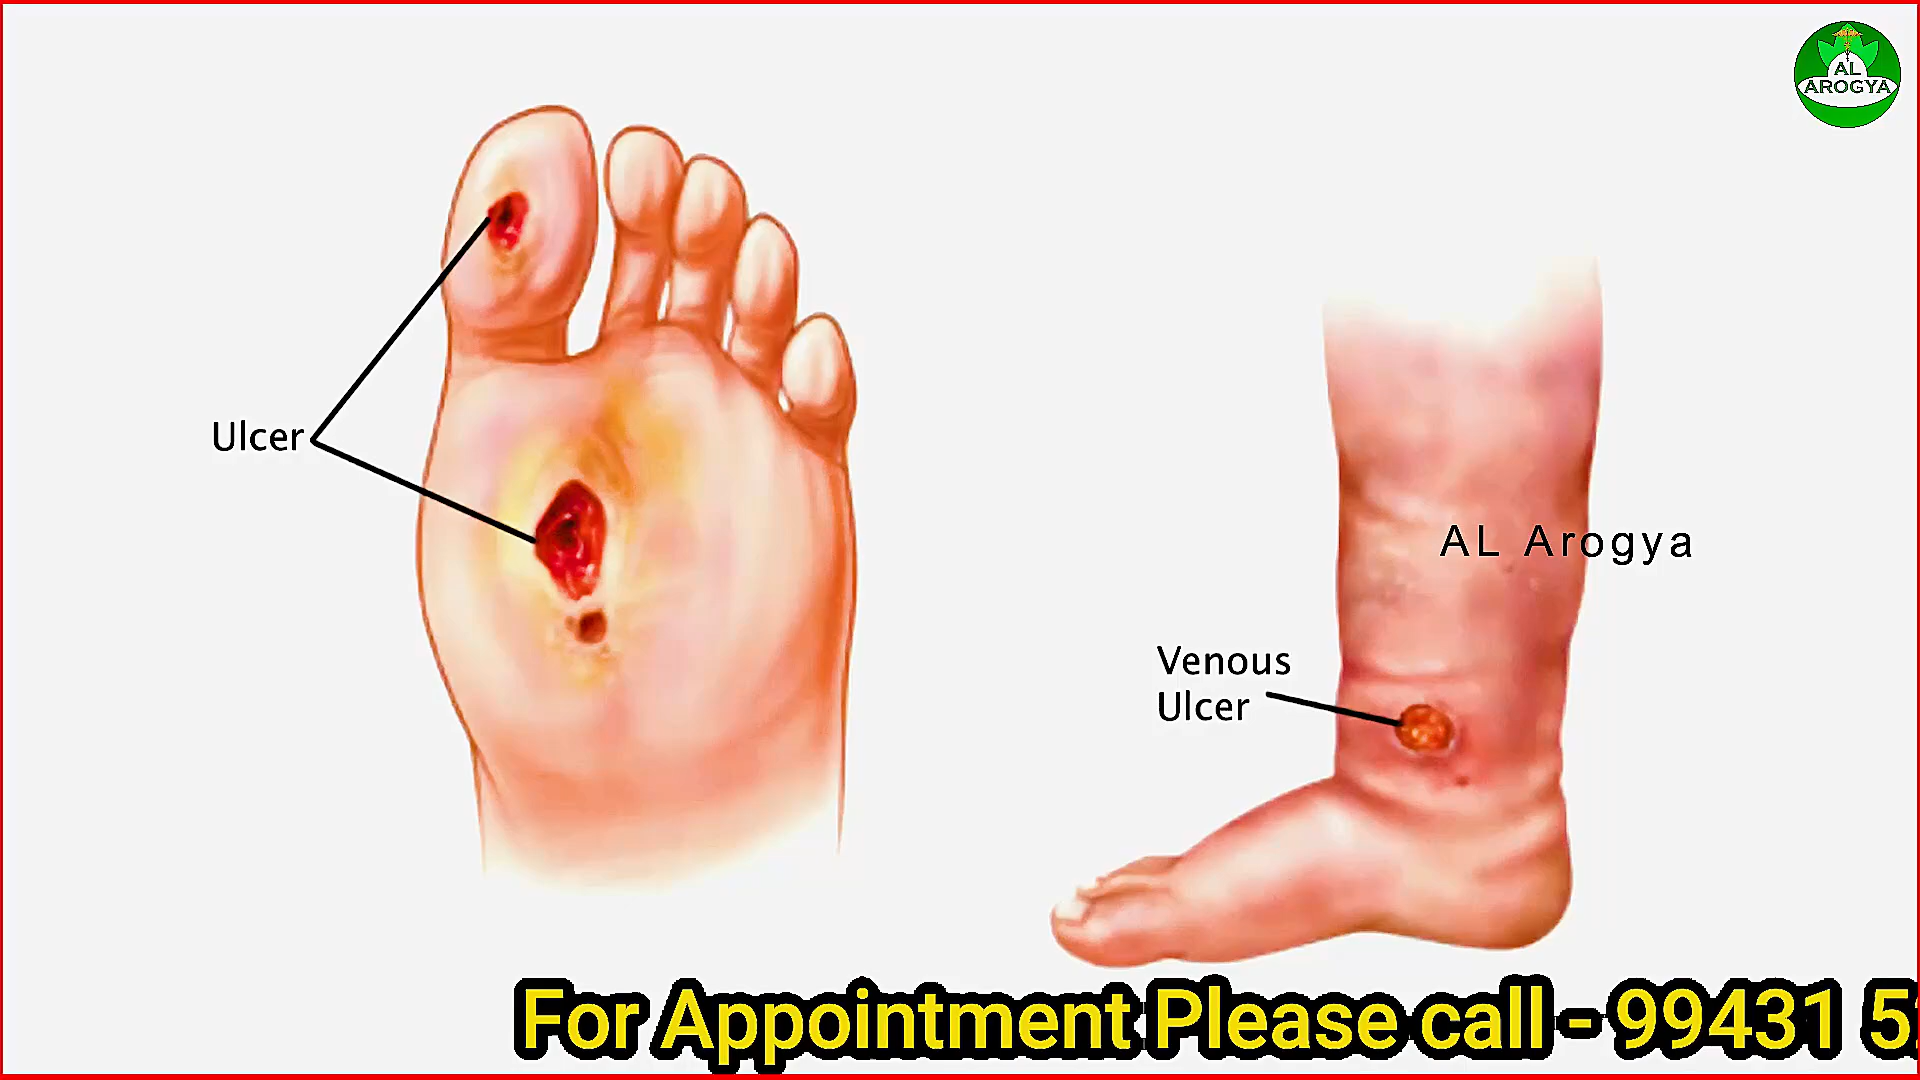 AL
AROGYA
Ulcer
AL Arogya
Venous
Ulcer
For Appointment Please call - 99431